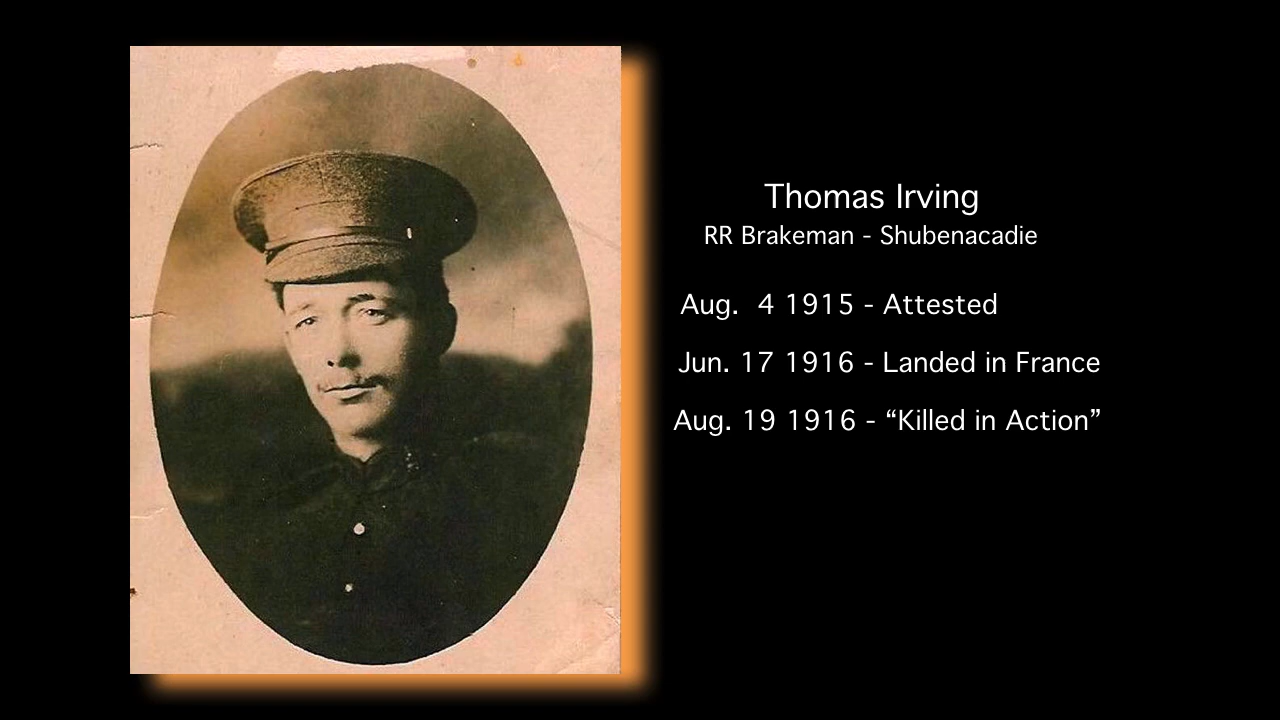 Thomas Irving
RR Brakeman - Shubenacadie
Aug.  4 1915 - Attested
Jun. 17 1916 - Landed in France
Aug. 19 1916 - “Killed in Action”